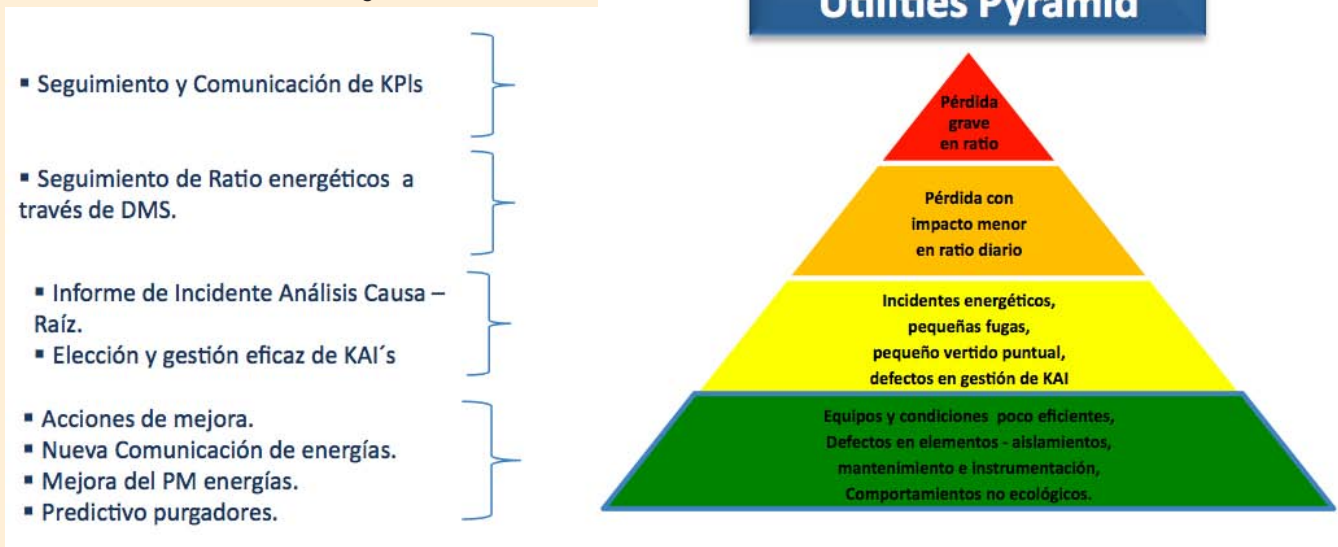 Utilities Pyramid
▪ Seguimiento y Comunicación de KPIs
▪ Seguimiento de Ratio energéticos a
través de DMS.
▪ Informe de Incidente Análisis Causa –
Raíz.
▪ Elección y gestión eficaz de KAI´s
▪ Acciones de mejora.
▪ Nueva Comunicación de energías.
▪ Mejora del PM energías.
▪ Predictivo purgadores.
Pérdida
grave
en ratio
Pérdida con
impacto menor
en ratio diario
Incidentes energéticos,
pequeñas fugas,
pequeño vertido puntual,
defectos en gestión de KAI
Equipos y condiciones poco eficientes,
Defectos en elementos - aislamientos,
mantenimiento e instrumentación,
Comportamientos no ecológicos.